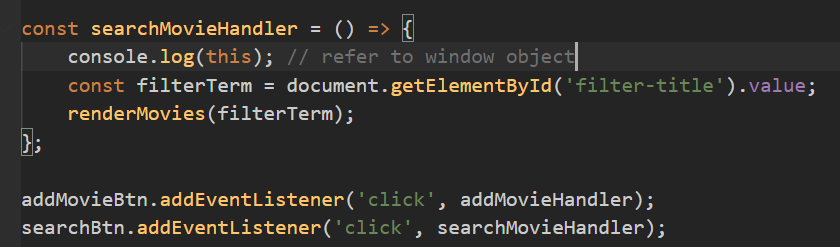 const searchMovieHandler = () => {
console.log(this); // refer to window object
const filterTerm = document.getElementById('filter-title').value;
renderMovies(filterTerm);
};
addMovieBtn.addEventListener('click', addMovieHandler);
searchBtn.addEventListener('click', searchMovieHandler);